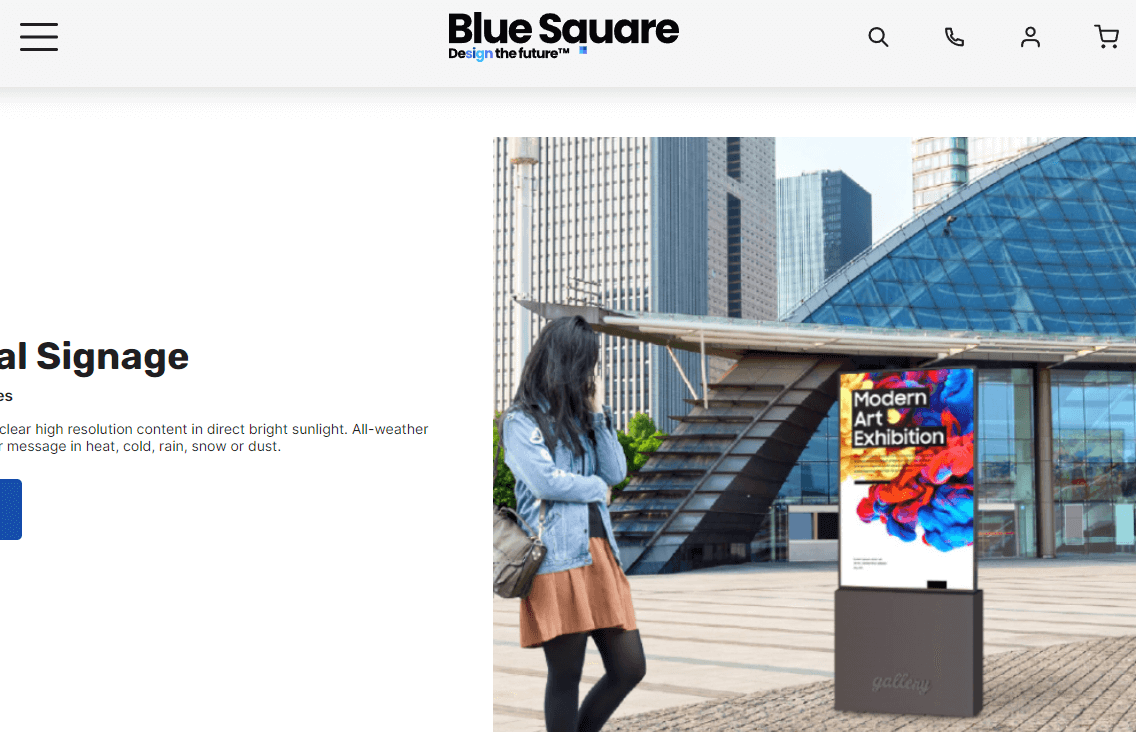 Blue Square
Design the future™
al Signage
es
clear high resolution content in direct bright sunlight. All-weather
r message in heat, cold, rain, snow or dust.
Modern
Art
Exhibition
gallery